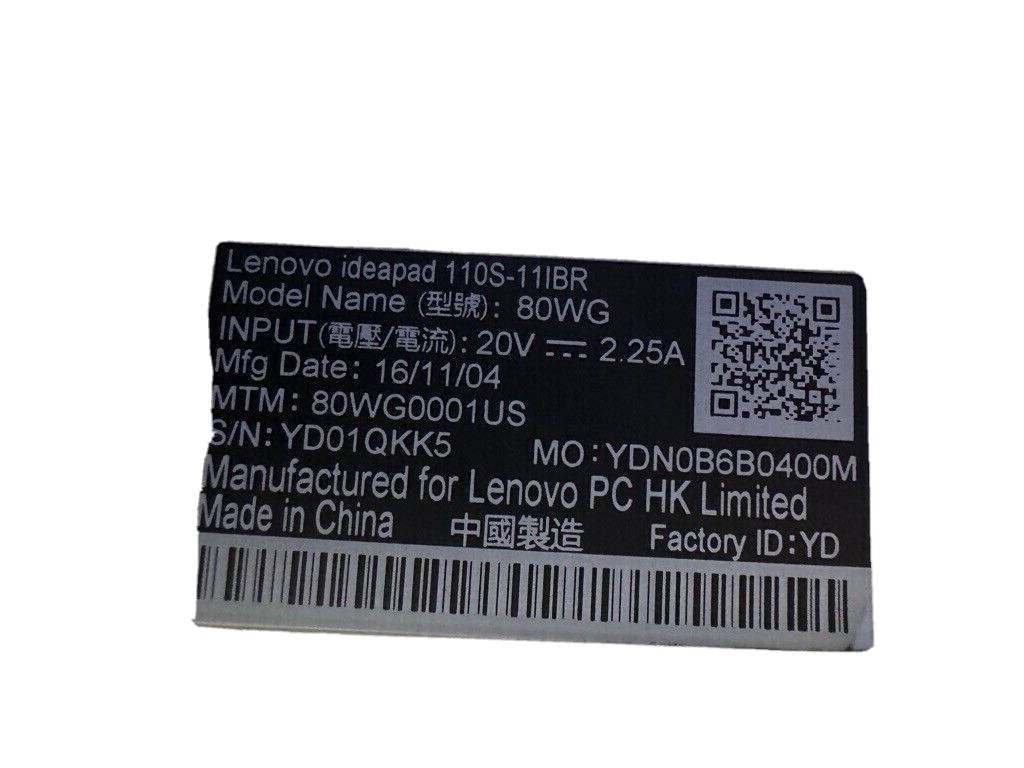 Lenovo ideapad 110S-11IBR
Model Name (型號): 80WG
INPUT(電壓/電流): 20V ⎓ 2.25A
Mfg Date: 16/11/04
MTM: 80WG0001US
S/N: YD01QKK5 MO:YDN0B6B0400M
Manufactured for Lenovo PC HK Limited
Made in China 中國製造 Factory ID:YD